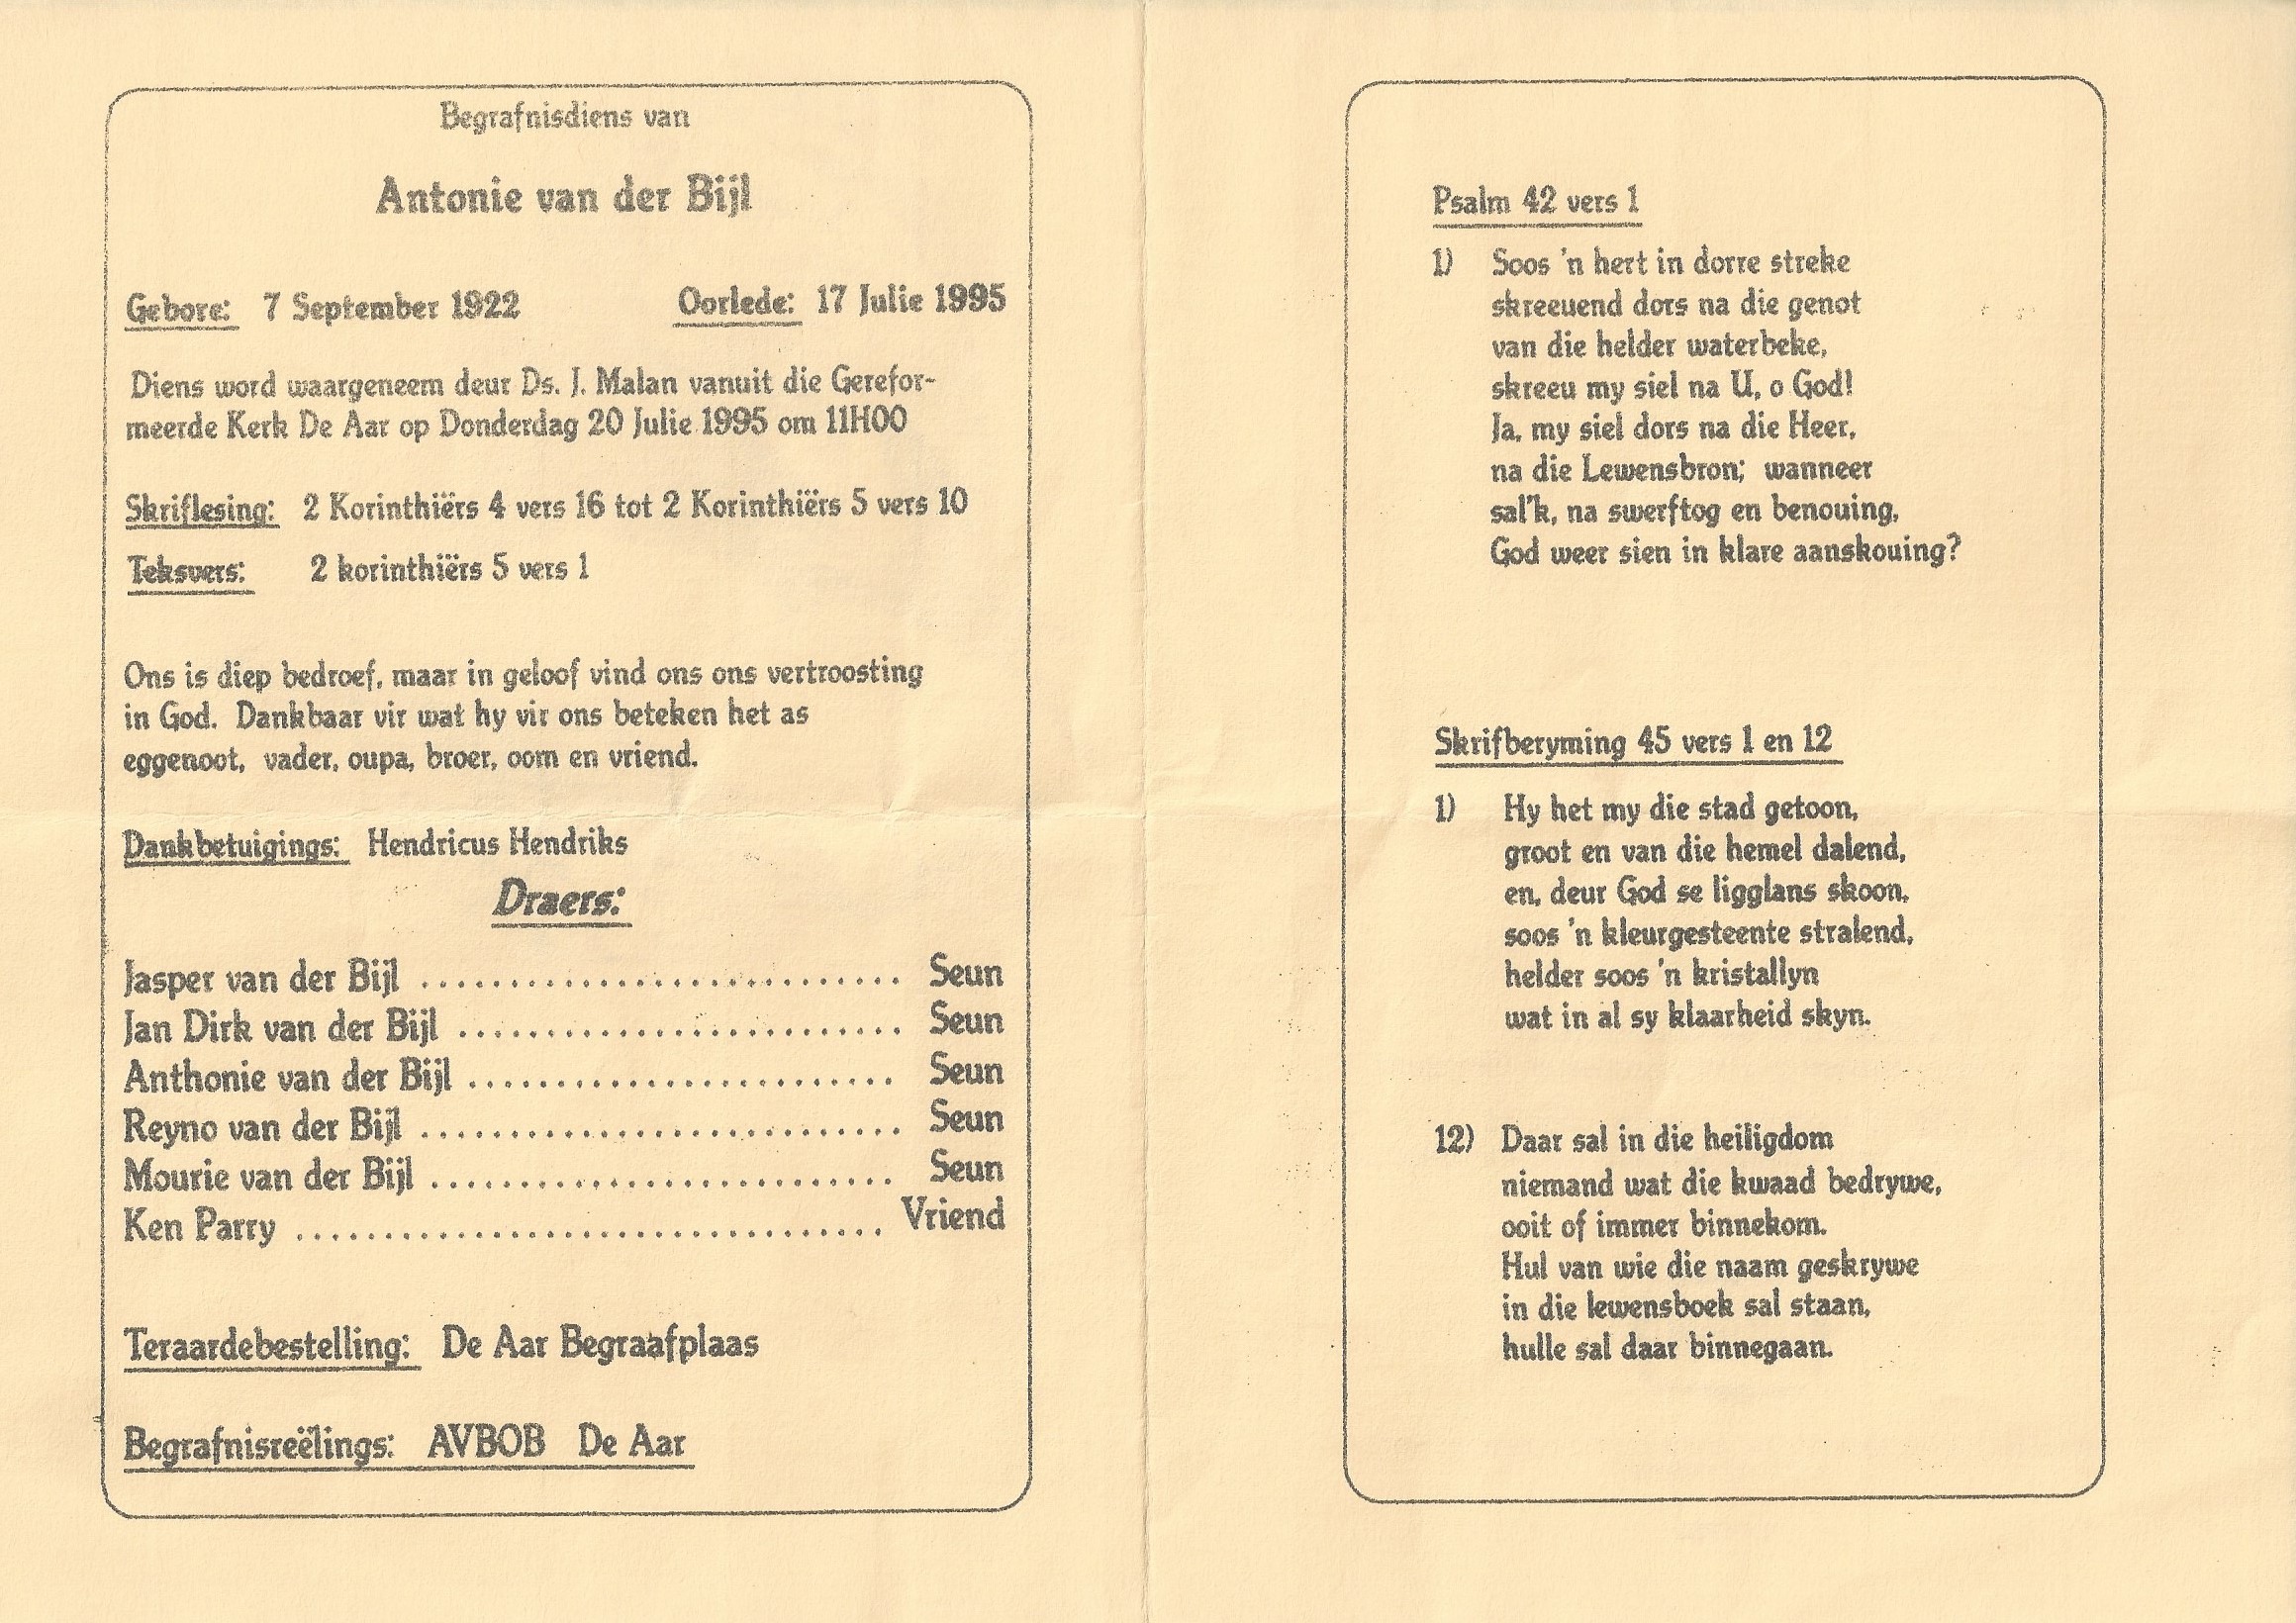 Begrafnisdiens van
Antonie van der Bijl
Gebore: 7 September 1922 Oorlede: 17 Julie 1995
Diens word waargeneem deur Ds. J. Malan vanuit die Gerefor-
meerde Kerk De Aar op Donderdag 20 Julie 1995 om 11H00
Skriflesing: 2 Korinthiërs 4 vers 16 tot 2 Korinthiërs 5 vers 10
Teksvers: 2 korinthiërs 5 vers 1
Ons is diep bedroef, maar in geloof vind ons ons vertroosting
in God. Dankbaar vir wat hy vir ons beteken het as
eggenoot, vader, oupa, broer, oom en vriend.
Dankbetuigings: Hendricus Hendriks
Draers:
Jasper van der Bijl ............................ Seun
Jan Dirk van der Bijl .......................... Seun
Anthonie van der Bijl ......................... Seun
Reyno van der Bijl ............................ Seun
Mourie van der Bijl ........................... Seun
Ken Parry .................................. Vriend
Teraardebestelling: De Aar Begraafplaas
Begrafnisreëlings: AVBOB De Aar
Psalm 42 vers 1
1) Soos 'n hert in dorre streke
skreeuend dors na die genot
van die helder waterbeke,
skreeu my siel na U, o God!
Ja, my siel dors na die Heer,
na die Lewensbron; wanneer
sal'k, na swerftog en benouing,
God weer sien in klare aanskouing?
Skrifberyming 45 vers 1 en 12
1) Hy het my die stad getoon,
groot en van die hemel dalend,
en, deur God se ligglans skoon,
soos 'n kleurgesteente stralend,
helder soos 'n kristallyn
wat in al sy klaarheid skyn.
12) Daar sal in die heiligdom
niemand wat die kwaad bedrywe,
ooit of immer binnekom.
Hul van wie die naam geskrywe
in die lewensboek sal staan,
hulle sal daar binnegaan.